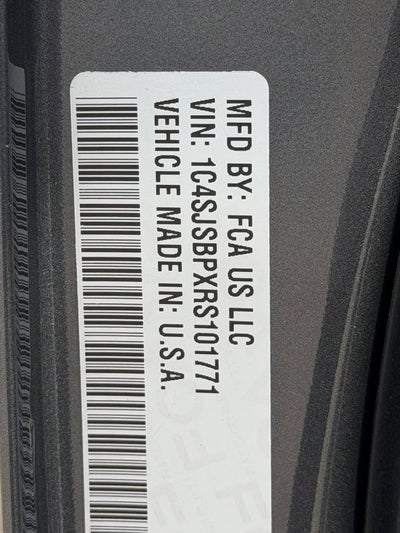 MFD BY: FCA US LLC
VIN: 1C4SJSBPXRS101771
VEHICLE MADE IN: U.S.A.